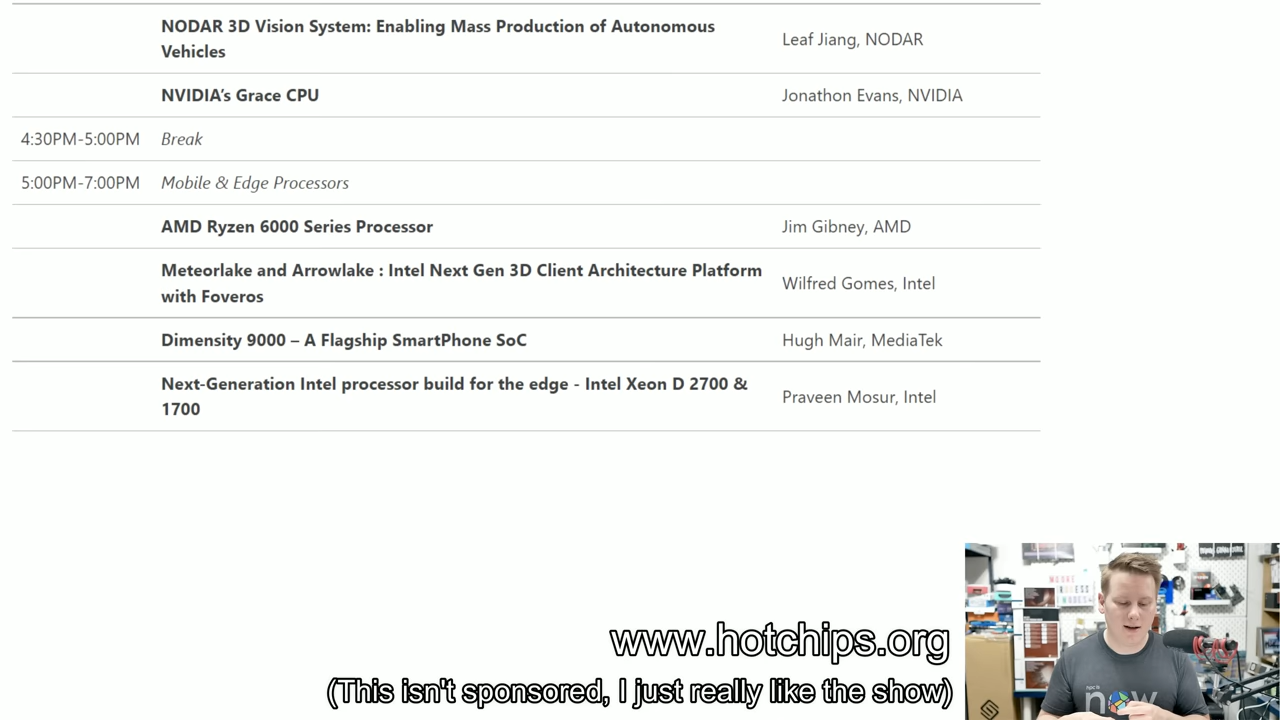 NODAR 3D Vision System: Enabling Mass Production of Autonomous
Vehicles
Leaf Jiang, NODAR
NVIDIA's Grace CPU
Jonathon Evans, NVIDIA
4:30PM-5:00PM
Break
5:00PM-7:00PM
Mobile & Edge Processors
AMD Ryzen 6000 Series Processor
Jim Gibney, AMD
Meteorlake and Arrowlake : Intel Next Gen 3D Client Architecture Platform
with Foveros
Wilfred Gomes, Intel
Dimensity 9000 – A Flagship SmartPhone SoC
Hugh Mair, MediaTek
Next-Generation Intel processor build for the edge - Intel Xeon D 2700 &
1700
Praveen Mosur, Intel
www.hotchips.org
(This isn't sponsored, I just really like the show)